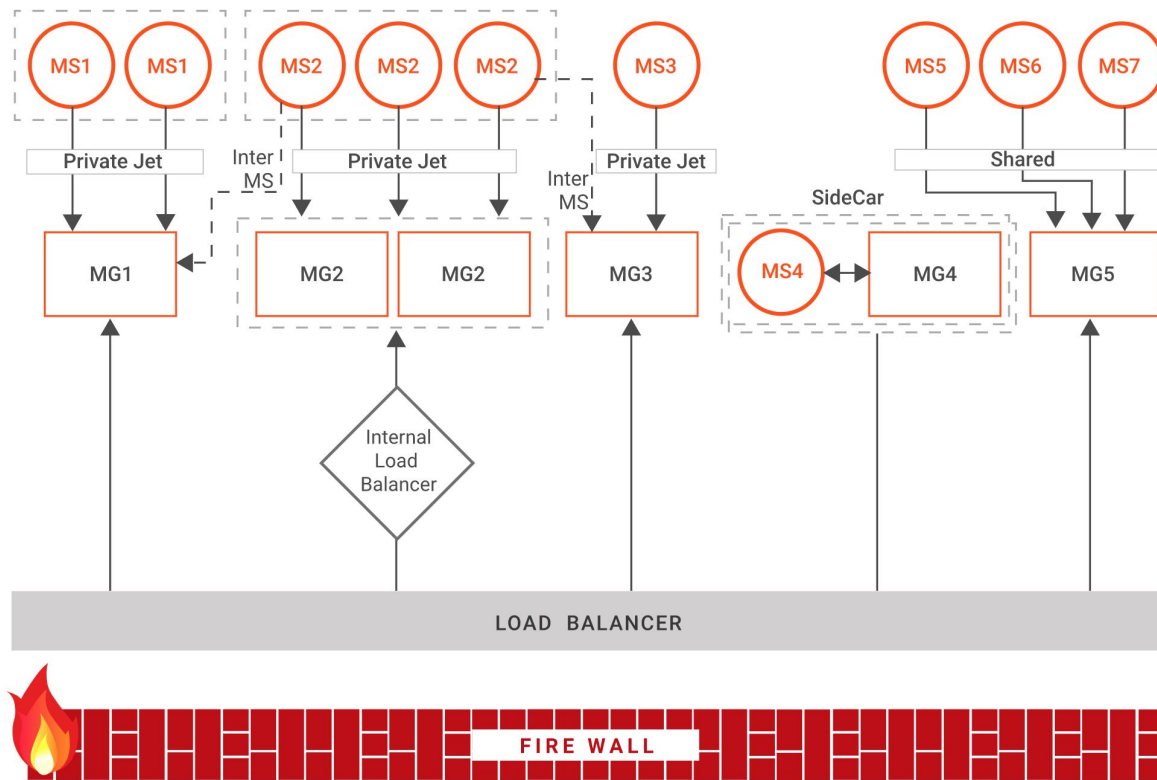 MS1
MS1
MS2
MS2
MS2
MS3
MS5
MS6
MS7
Private Jet
Inter
MS
Private Jet
Inter
MS
Private Jet
Shared
SideCar
MG1
MG2
MG2
MG3
MS4
MG4
MG5
Internal
Load
Balancer
LOAD BALANCER
FIRE WALL